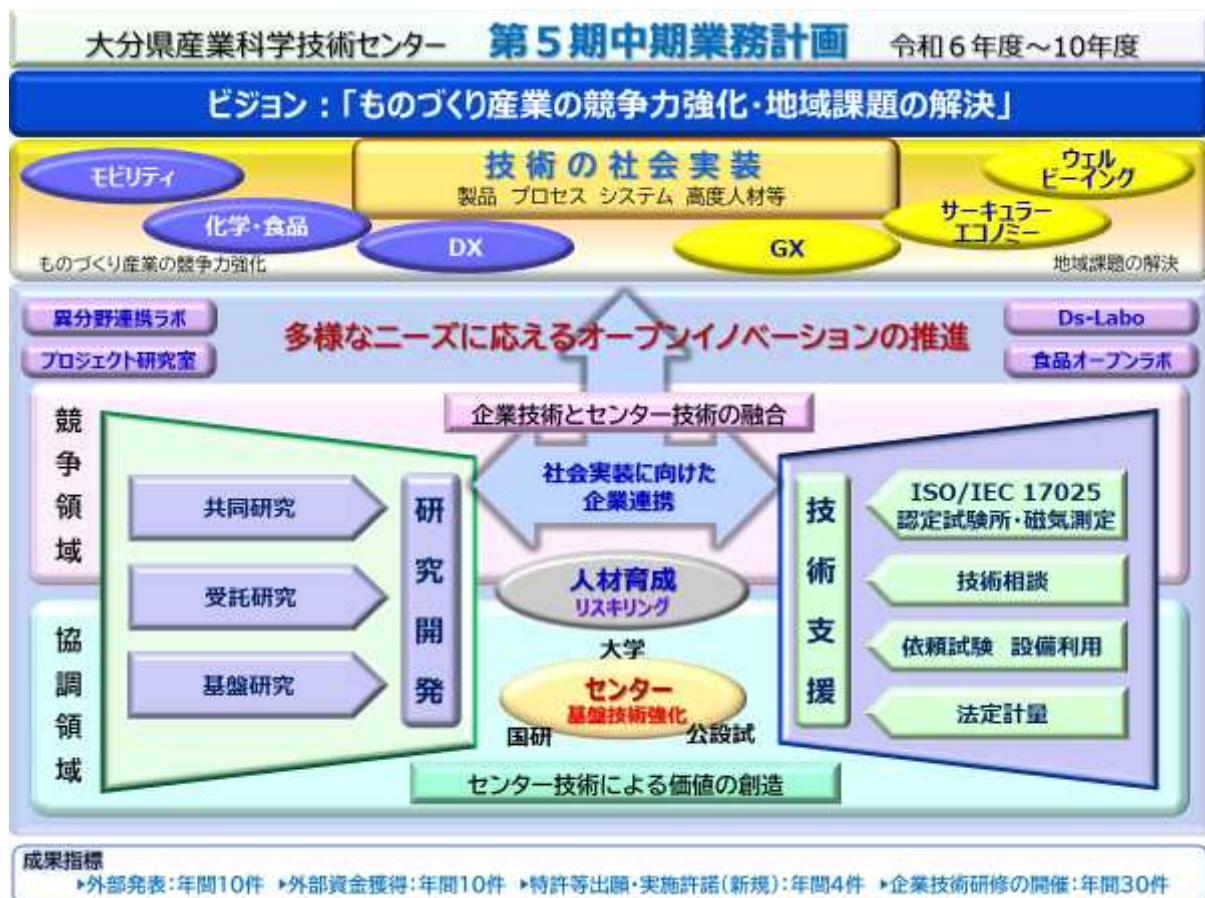 大分県産業科学技術センター 第5期中期業務計画 令和6年度～10年度
ビジョン：「ものづくり産業の競争力強化・地域課題の解決」
技術の社会実装
製品 プロセス システム 高度人材等
モビリティ
化学・食品
DX
GX
サーキュラー
エコノミー
ウェル
ビーイング
ものづくり産業の競争力強化
地域課題の解決
異分野連携ラボ
プロジェクト研究室
多様なニーズに応えるオープンイノベーションの推進
Ds-Labo
食品オープンラボ
競争領域
協調領域
企業技術とセンター技術の融合
社会実装に向けた
企業連携
共同研究
受託研究
基盤研究
研究開発
人材育成
リスキリング
大学
センター
基盤技術強化
国研
公設試
技術支援
ISO/IEC 17025
認定試験所・磁気測定
技術相談
依頼試験 設備利用
法定計量
センター技術による価値の創造
成果指標
▸外部発表：年間10件 ▸外部資金獲得：年間10件 ▸特許等出願・実施許諾（新規）：年間4件 ▸企業技術研修の開催：年間30件